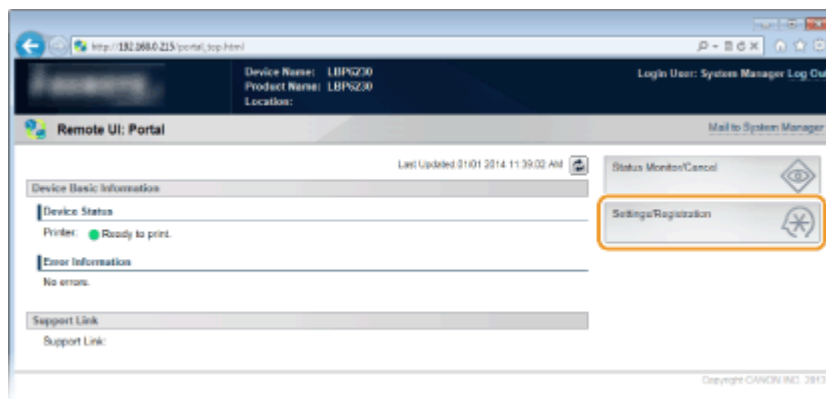 http://192.168.0.215/portal_top.html
Device Name: LBP6230
Product Name: LBP6230
Location:
Login User: System Manager Log Ou
Remote UI: Portal
Mail to System Manager
Last Updated 01/01 2014 11:39:02 AM
Device Basic Information
Device Status
Printer: Ready to print.
Error Information
No errors.
Support Link
Support Link:
Status Monitor/Cancel
Settings/Registration
Copyright CANON INC. 2013